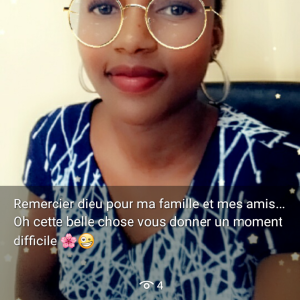 Remercier dieu pour ma famille et mes amis...
Oh cette belle chose vous donner un moment
difficile 🌸😅
4